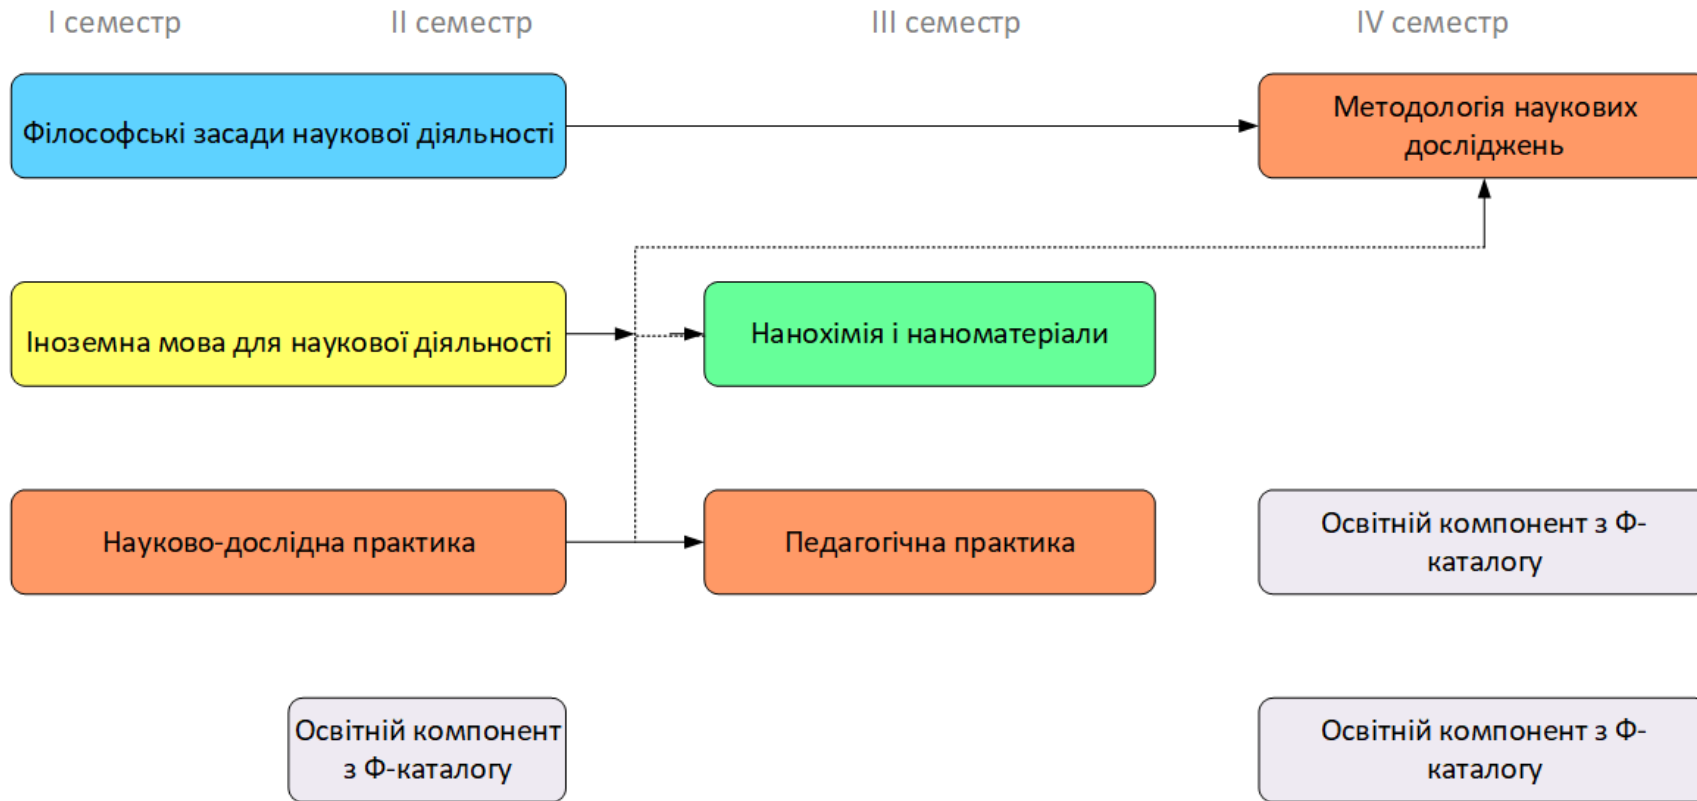 I семестр
II семестр
III семестр
IV семестр
Філософські засади наукової діяльності
Методологія наукових
досліджень
Іноземна мова для наукової діяльності
Нанохімія і наноматеріали
Науково-дослідна практика
Педагогічна практика
Освітній компонент з Ф-
каталогу
Освітній компонент
з Ф-каталогу
Освітній компонент з Ф-
каталогу